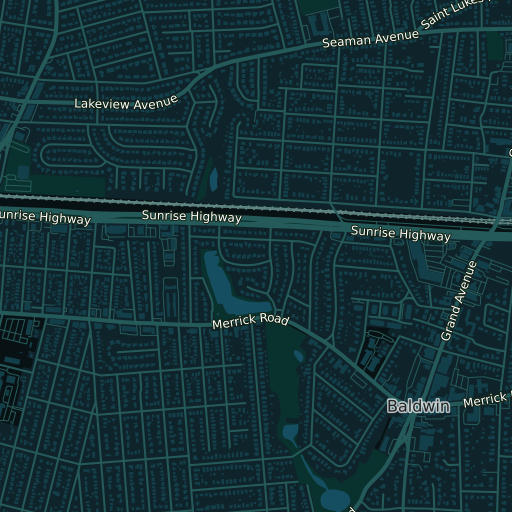 Saint Lukes
Seaman Avenue
Lakeview Avenue
Sunrise Highway
Sunrise Highway
Sunrise Highway
Grand Avenue
Merrick Road
Merrick
Baldwin